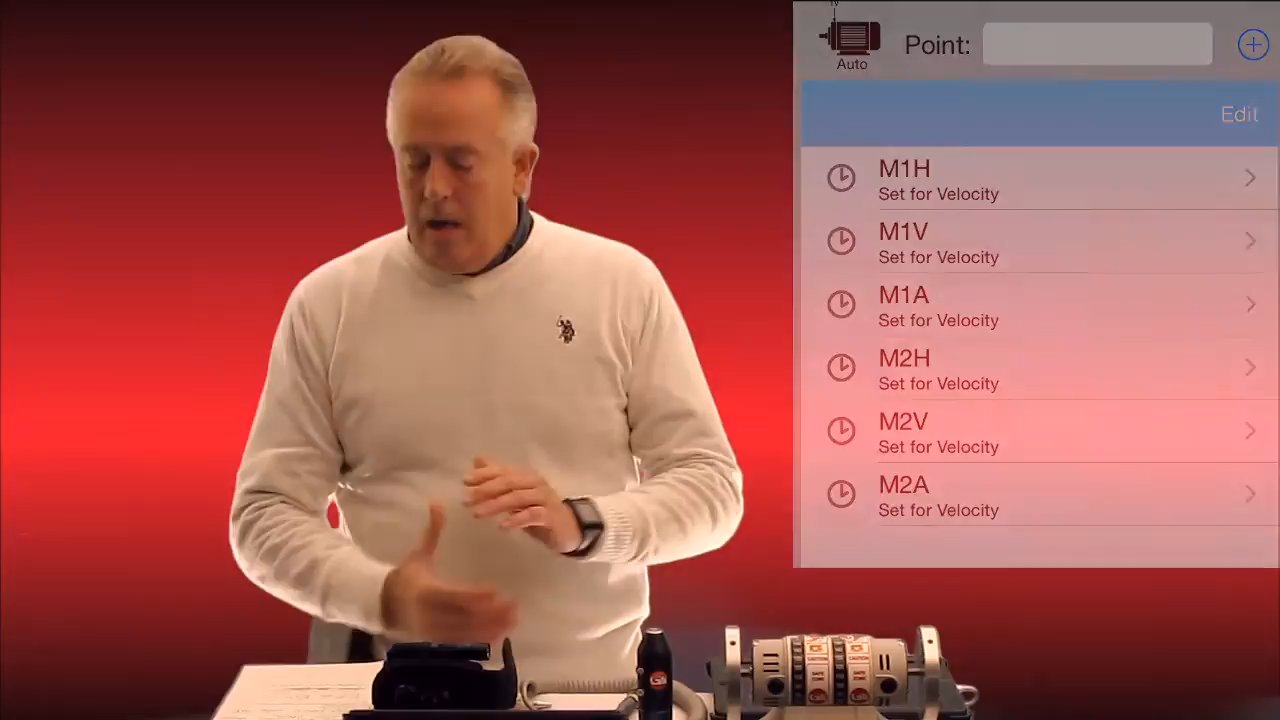 Auto
Point:
Edit
M1H
Set for Velocity
M1V
Set for Velocity
M1A
Set for Velocity
M2H
Set for Velocity
M2V
Set for Velocity
M2A
Set for Velocity